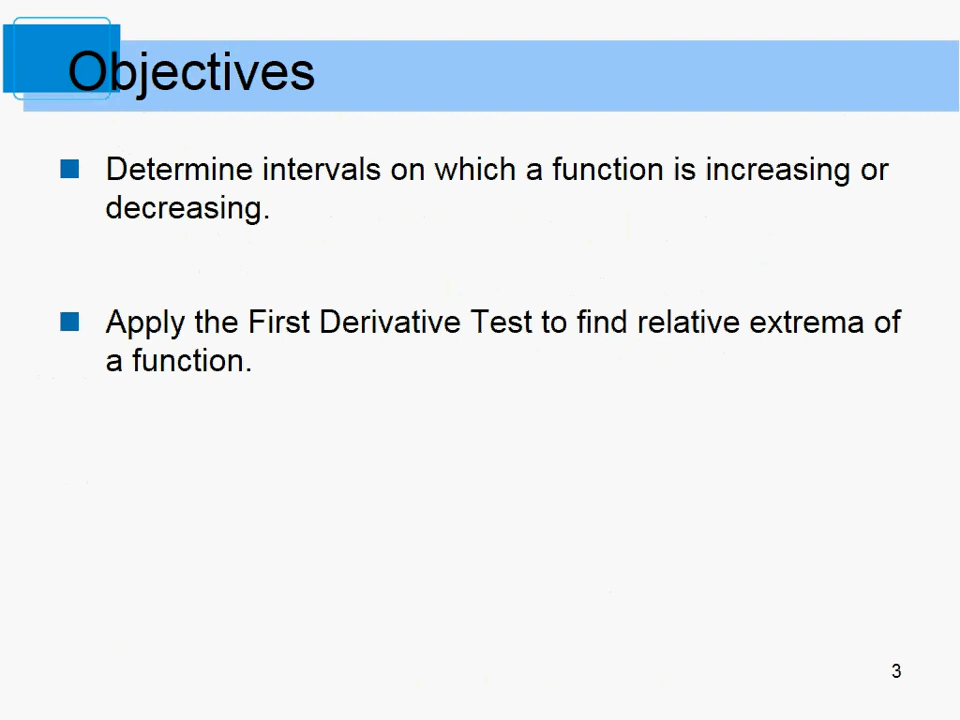 Objectives
Determine intervals on which a function is increasing or
decreasing.
Apply the First Derivative Test to find relative extrema of
a function.
3